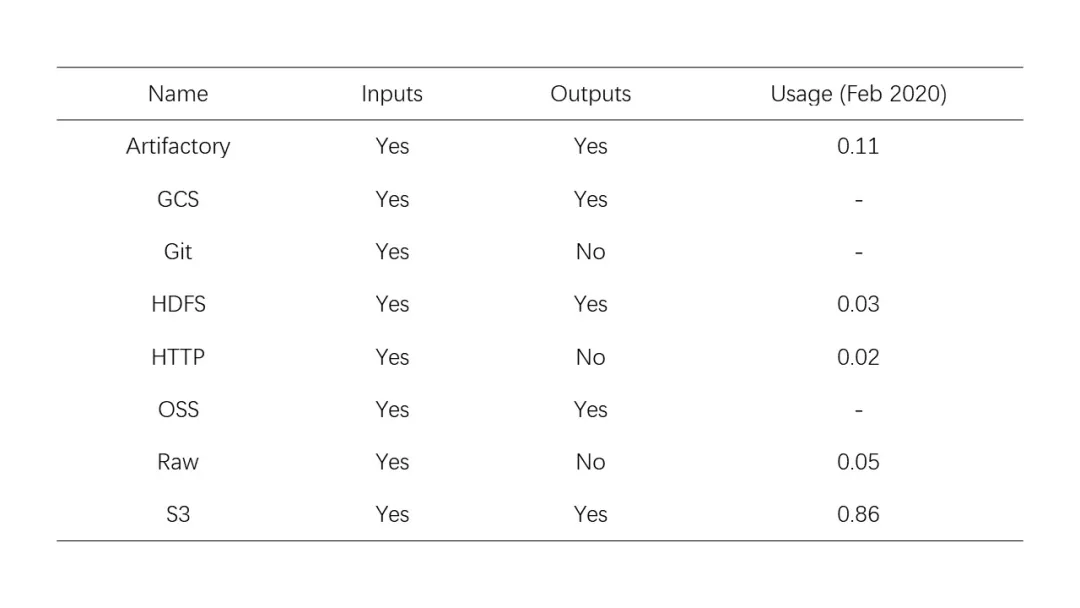 Name Inputs Outputs Usage (Feb 2020)
Artifactory Yes Yes 0.11
GCS Yes Yes -
Git Yes No -
HDFS Yes Yes 0.03
HTTP Yes No 0.02
OSS Yes Yes -
Raw Yes No 0.05
S3 Yes Yes 0.86